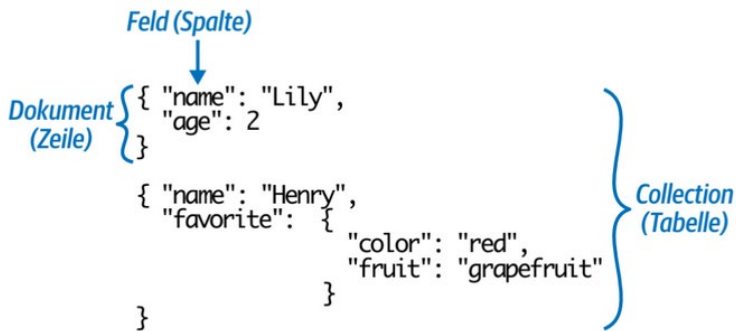 Feld (Spalte)
Dokument
(Zeile)
{ "name": "Lily",
"age": 2
}
{ "name": "Henry",
"favorite": {
"color": "red",
"fruit": "grapefruit"
}
}
Collection
(Tabelle)